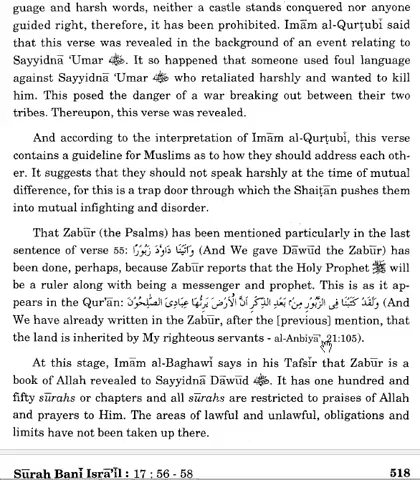 guage and harsh words, neither a castle stands conquered nor anyone
guided right, therefore, it has been prohibited. Imām al-Qurṭubī said
that this verse was revealed in the background of an event relating to
Sayyidnā ‘Umar ؓ. It so happened that someone used foul language
against Sayyidnā ‘Umar ؓ who retaliated harshly and wanted to kill
him. This posed the danger of a war breaking out between their two
tribes. Thereupon, this verse was revealed.
And according to the interpretation of Imām al-Qurṭubī, this verse
contains a guideline for Muslims as to how they should address each oth-
er. It suggests that they should not speak harshly at the time of mutual
difference, for this is a trap door through which the Shaiṭān pushes them
into mutual infighting and disorder.
That Zabūr (the Psalms) has been mentioned particularly in the last
sentence of verse 55: وَآتَيْنَا دَاوُودَ زَبُورًا (And We gave Dāwūd the Zabūr) has
been done, perhaps, because Zabūr reports that the Holy Prophet ﷺ will
be a ruler along with being a messenger and prophet. This is as it ap-
pears in the Qur’ān: وَلَقَدْ كَتَبْنَا فِى الزَّبُوْرِ مِنْۢ بَعْدِ الذِّكْرِ اَنَّ الْاَرْضَ يَرِثُهَا عِبَادِىَ الصّٰلِحُوْنَ (And
We have already written in the Zabūr, after the [previous] mention, that
the land is inherited by My righteous servants - al-Anbiyā’, 21:105).
At this stage, Imām al-Baghawī says in his Tafsīr that Zabūr is a
book of Allah revealed to Sayyidnā Dāwūd ؑ. It has one hundred and
fifty sūrahs or chapters and all sūrahs are restricted to praises of Allah
and prayers to Him. The areas of lawful and unlawful, obligations and
limits have not been taken up there.
Sūrah Banī Isrā’īl : 17 : 56 - 58 518